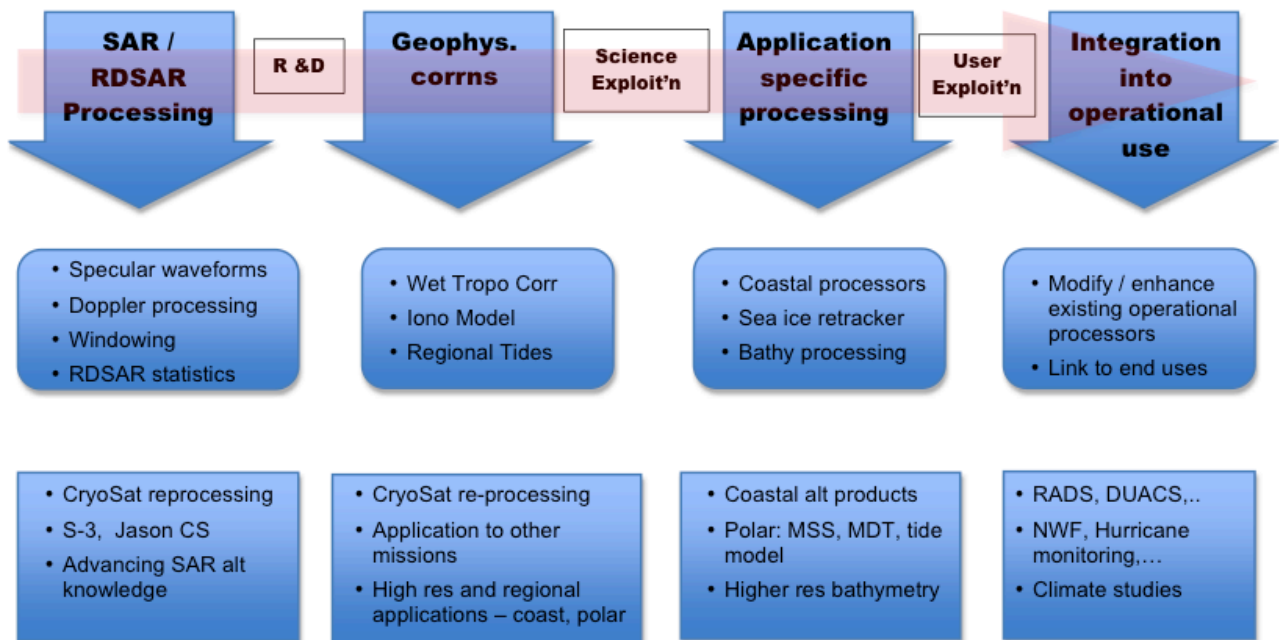 SAR /
RDSAR
Processing
R &D
Geophys.
corrns
Science
Exploit’n
Application
specific
processing
User
Exploit’n
Integration
into
operational
use
• Specular waveforms
• Doppler processing
• Windowing
• RDSAR statistics
• Wet Tropo Corr
• Iono Model
• Regional Tides
• Coastal processors
• Sea ice retracker
• Bathy processing
• Modify / enhance
existing operational
processors
• Link to end uses
• CryoSat reprocessing
• S-3, Jason CS
• Advancing SAR alt
knowledge
• CryoSat re-processing
• Application to other
missions
• High res and regional
applications – coast, polar
• Coastal alt products
• Polar: MSS, MDT, tide
model
• Higher res bathymetry
• RADS, DUACS,..
• NWF, Hurricane
monitoring,…
• Climate studies